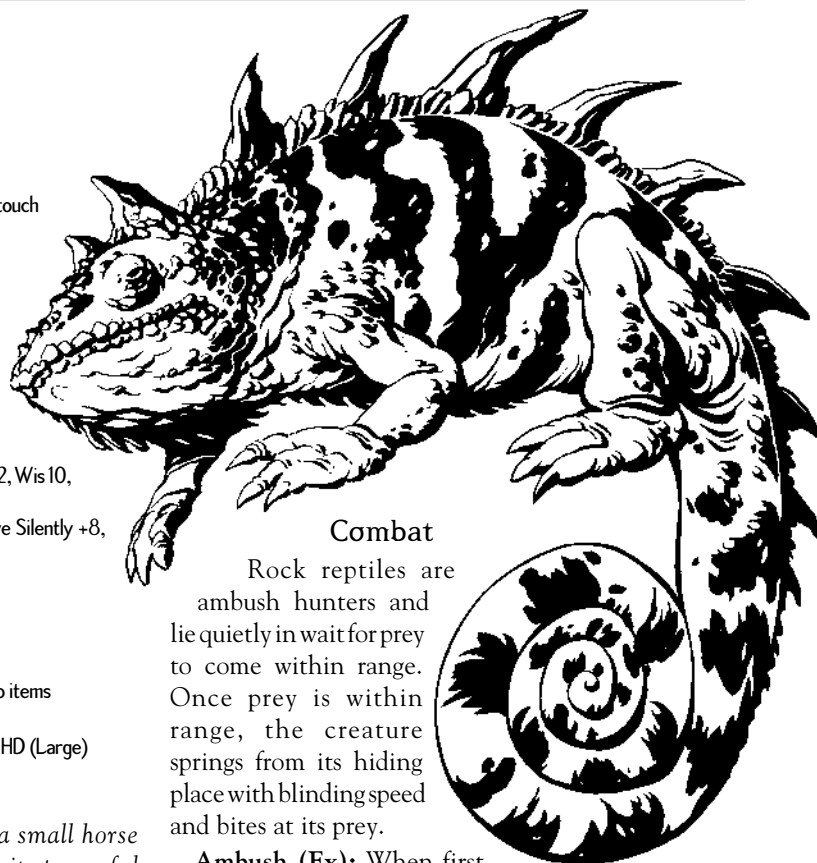 touch
2, Wis 10,
e Silently +8,
items
HD (Large)
a small horse
Combat
Rock reptiles are
ambush hunters and
lie quietly in wait for prey
to come within range.
Once prey is within
range, the creature
springs from its hiding
place with blinding speed
and bites at its prey.
Ambush (Ex): When first